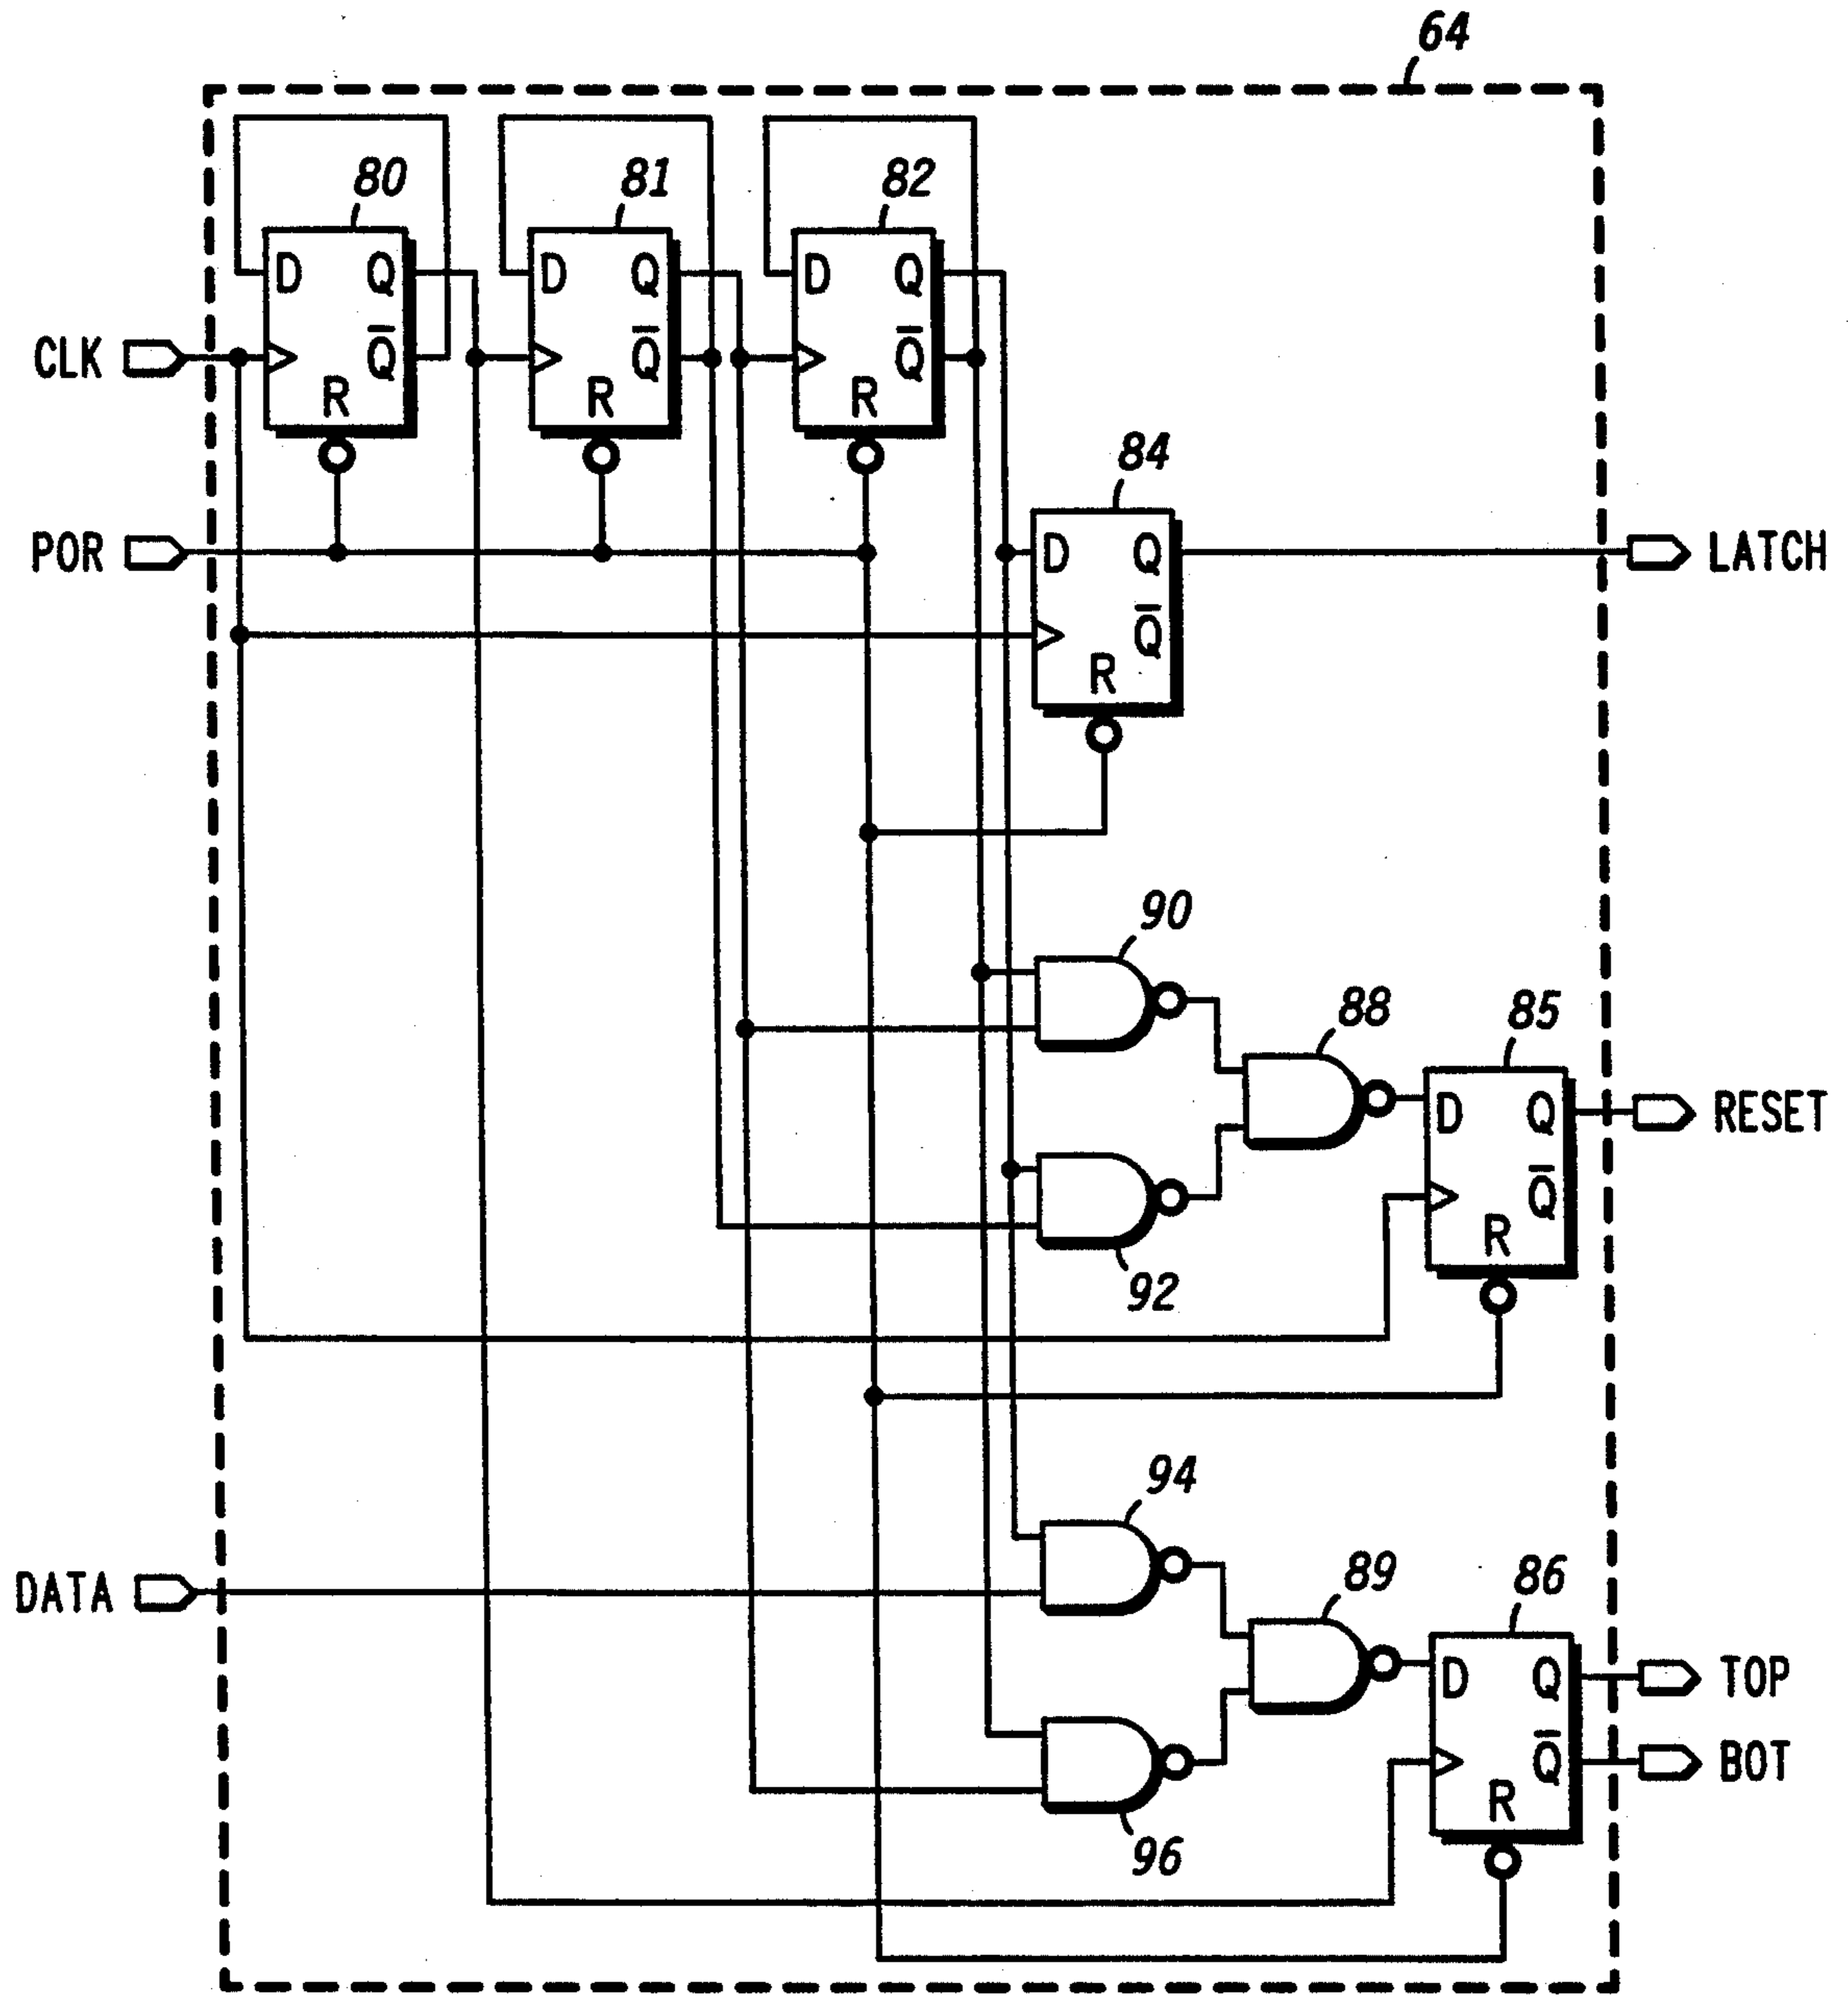 64
80
81
82
D Q
D Q
D Q
CLK
Q̅
Q̅
Q̅
R
R
R
84
POR
D Q
LATCH
Q̅
R
90
88
85
D Q
RESET
Q̅
R
92
94
89
86
DATA
D Q
TOP
Q̅
BOT
R
96